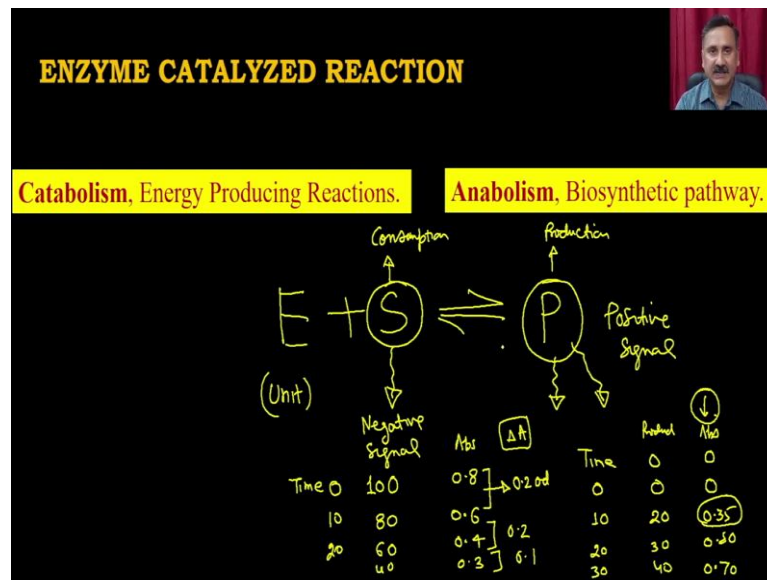 ENZYME CATALYZED REACTION
Catabolism, Energy Producing Reactions.
Anabolism, Biosynthetic pathway.
Consumption
Production
E + S ⇌ P
Positive
Signal
(Unit)
Negative
Signal
Abs
ΔA
Time 0 100 0.8
0.2 od
10 80 0.6
20 60 0.4
0.2
40 0.3
0.1
↓
Time Product Abs
0 0
0 0 0
10 20 0.35
20 30 0.50
30 40 0.70